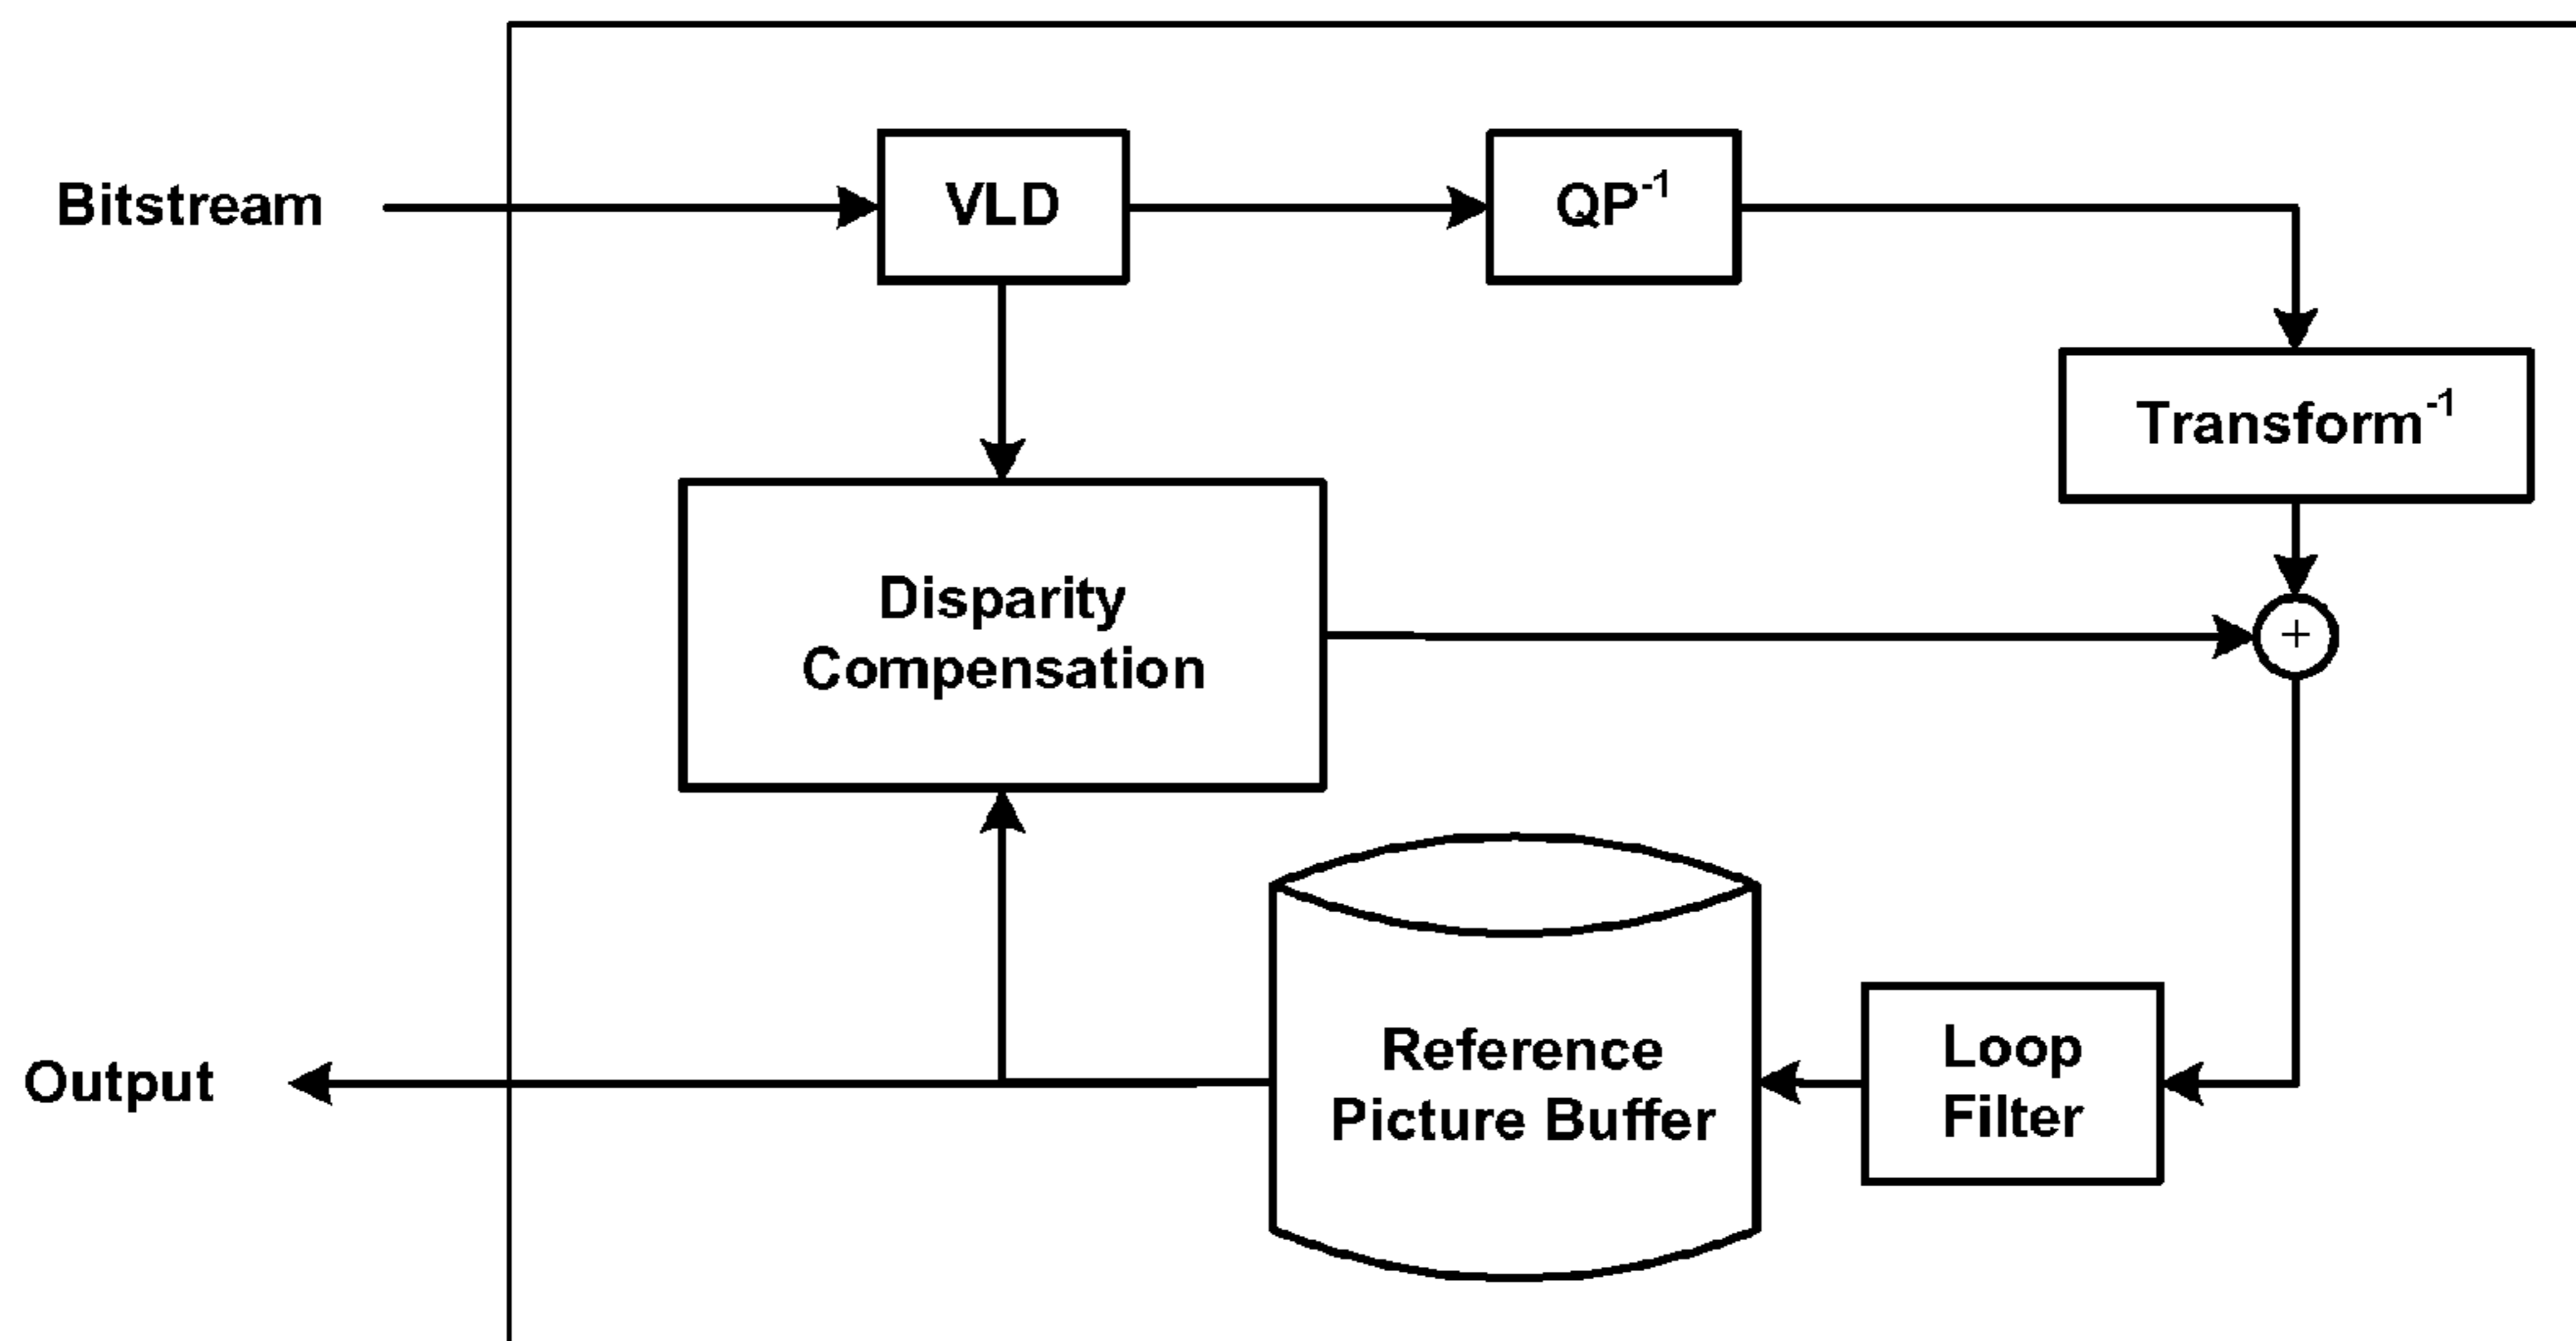 Bitstream
VLD
QP⁻¹
Transform⁻¹
Disparity
Compensation
+
Reference
Picture Buffer
Loop
Filter
Output